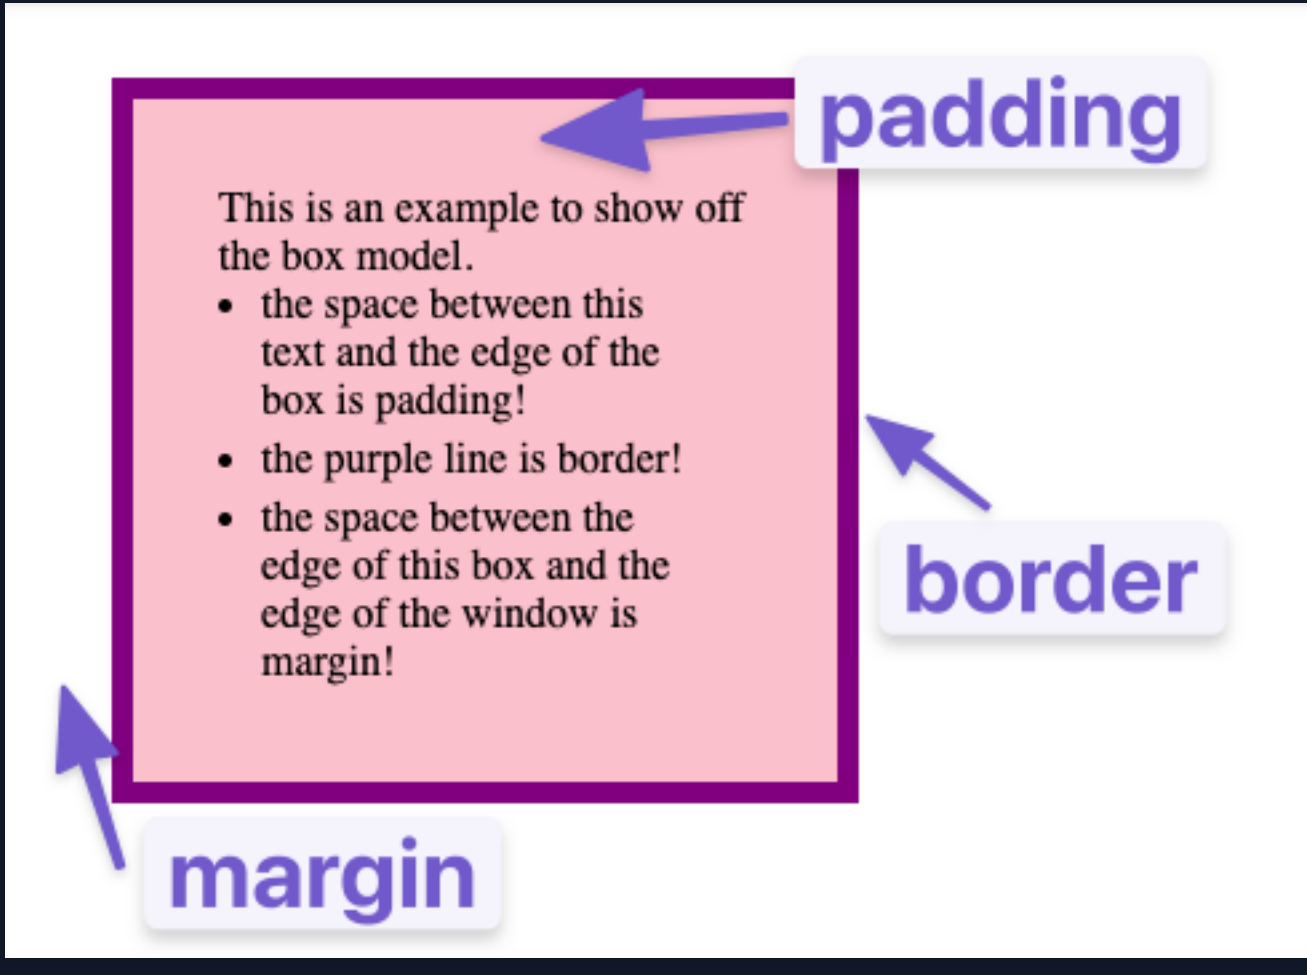 padding
This is an example to show off
the box model.
• the space between this
text and the edge of the
box is padding!
• the purple line is border!
• the space between the
edge of this box and the
edge of the window is
margin!
border
margin